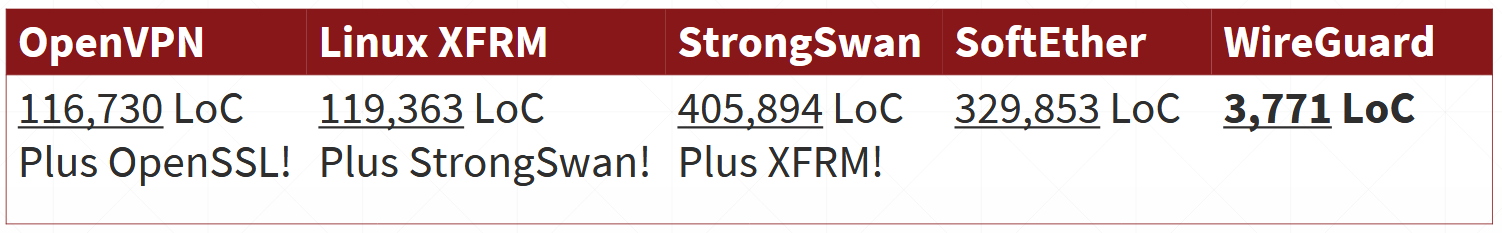 OpenVPN Linux XFRM StrongSwan SoftEther WireGuard
116,730 LoC 119,363 LoC 405,894 LoC 329,853 LoC 3,771 LoC
Plus OpenSSL! Plus StrongSwan! Plus XFRM!